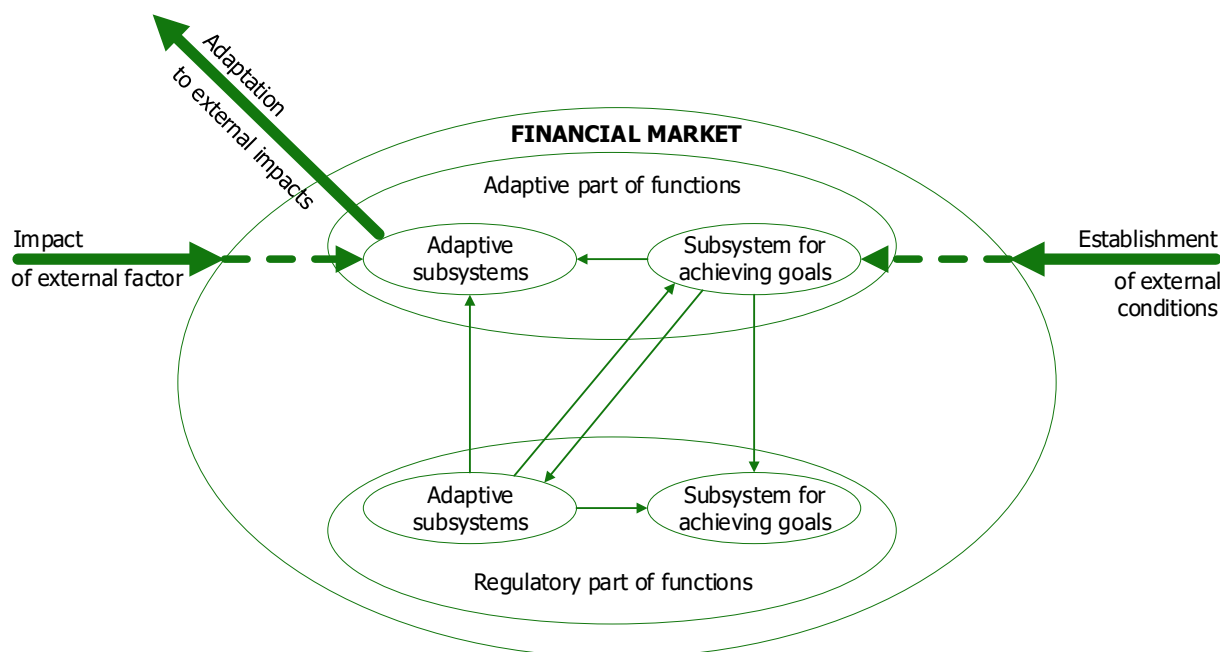 Adaptation
to external impacts
FINANCIAL MARKET
Adaptive part of functions
Impact
of external factor
Adaptive
subsystems
Subsystem for
achieving goals
Establishment
of external
conditions
Adaptive
subsystems
Subsystem for
achieving goals
Regulatory part of functions